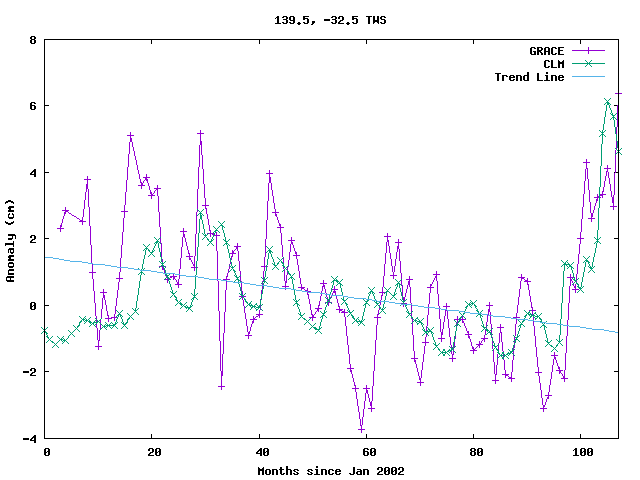 139.5, -32.5 TWS
GRACE
CLM
Trend Line
8
6
4
2
0
-2
-4
Anomaly (cm)
0 20 40 60 80 100
Months since Jan 2002